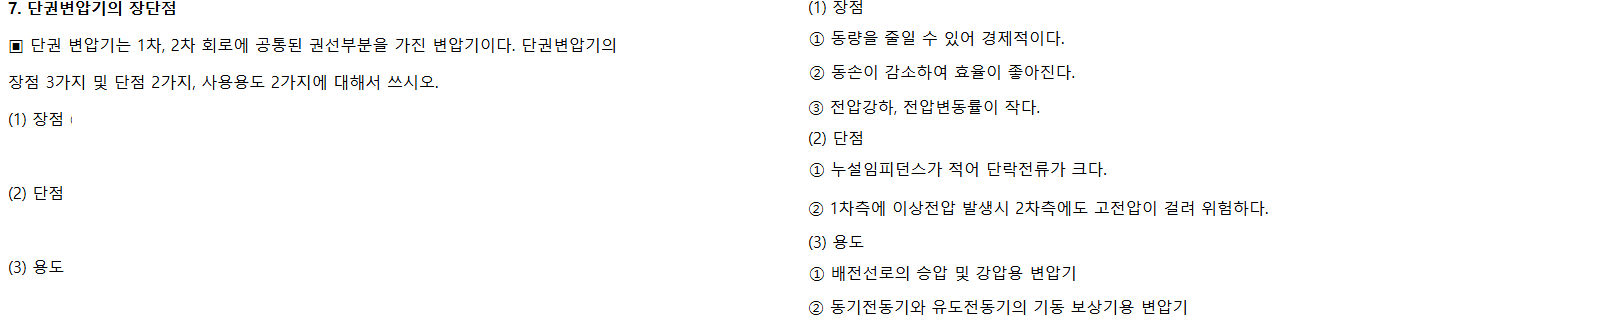 7. 단권변압기의 장단점
▣ 단권 변압기는 1차, 2차 회로에 공통된 권선부분을 가진 변압기이다. 단권변압기의
장점 3가지 및 단점 2가지, 사용용도 2가지에 대해서 쓰시오.
(1) 장점
(2) 단점
(3) 용도
(1) 장점
① 동량을 줄일 수 있어 경제적이다.
② 동손이 감소하여 효율이 좋아진다.
③ 전압강하, 전압변동률이 작다.
(2) 단점
① 누설임피던스가 적어 단락전류가 크다.
② 1차측에 이상전압 발생시 2차측에도 고전압이 걸려 위험하다.
(3) 용도
① 배전선로의 승압 및 강압용 변압기
② 동기전동기와 유도전동기의 기동 보상기용 변압기